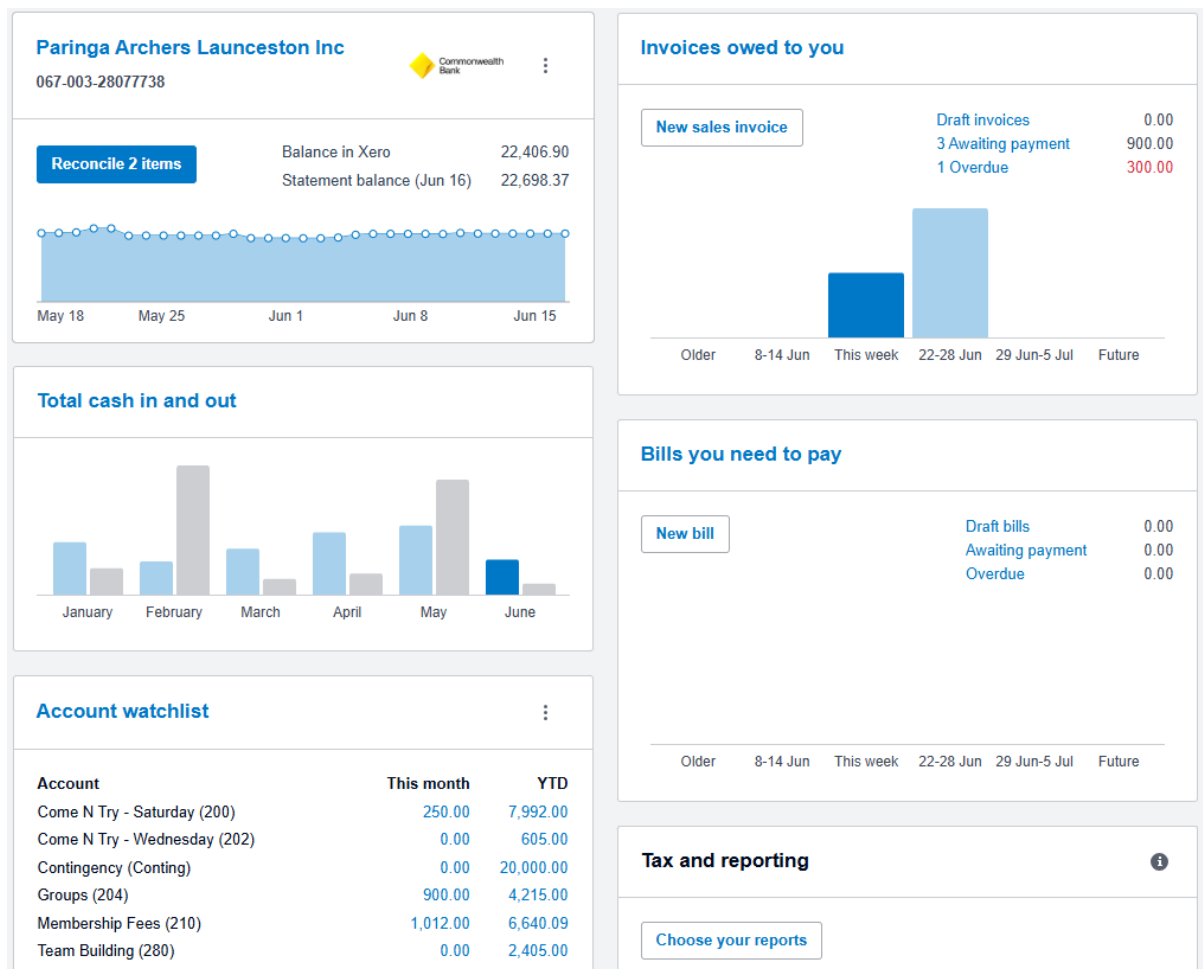 Paringa Archers Launceston Inc
067-003-28077738
Commonwealth
Bank
Reconcile 2 items
Balance in Xero 22,406.90
Statement balance (Jun 16) 22,698.37
May 18 May 25 Jun 1 Jun 8 Jun 15
Total cash in and out
January February March April May June
Account watchlist
Account This month YTD
Come N Try - Saturday (200) 250.00 7,992.00
Come N Try - Wednesday (202) 0.00 605.00
Contingency (Conting) 0.00 20,000.00
Groups (204) 900.00 4,215.00
Membership Fees (210) 1,012.00 6,640.09
Team Building (280) 0.00 2,405.00
Invoices owed to you
New sales invoice
Draft invoices 0.00
3 Awaiting payment 900.00
1 Overdue 300.00
Older 8-14 Jun This week 22-28 Jun 29 Jun-5 Jul Future
Bills you need to pay
New bill
Draft bills 0.00
Awaiting payment 0.00
Overdue 0.00
Older 8-14 Jun This week 22-28 Jun 29 Jun-5 Jul Future
Tax and reporting
Choose your reports